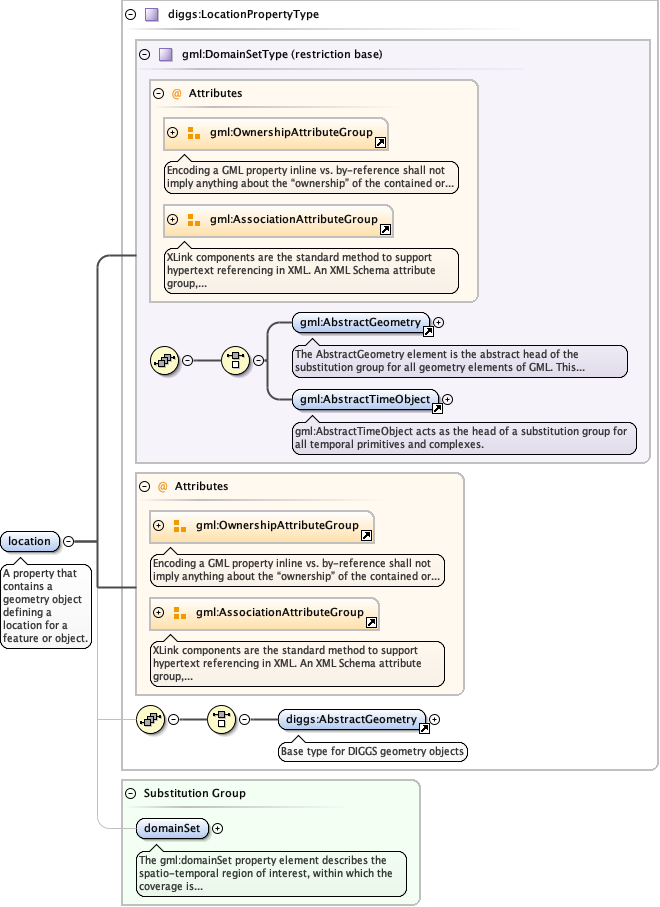 diggs:LocationPropertyType
gml:DomainSetType (restriction base)
@ Attributes
gml:OwnershipAttributeGroup
Encoding a GML property inline vs. by-reference shall not
imply anything about the “ownership” of the contained or...
gml:AssociationAttributeGroup
XLink components are the standard method to support
hypertext referencing in XML. An XML Schema attribute
group,...
gml:AbstractGeometry
The AbstractGeometry element is the abstract head of the
substitution group for all geometry elements of GML. This...
gml:AbstractTimeObject
gml:AbstractTimeObject acts as the head of a substitution group for
all temporal primitives and complexes.
@ Attributes
gml:OwnershipAttributeGroup
Encoding a GML property inline vs. by-reference shall not
imply anything about the “ownership” of the contained or...
gml:AssociationAttributeGroup
XLink components are the standard method to support
hypertext referencing in XML. An XML Schema attribute
group,...
location
A property that
contains a
geometry object
defining a
location for a
feature or object.
diggs:AbstractGeometry
Base type for DIGGS geometry objects
Substitution Group
domainSet
The gml:domainSet property element describes the
spatio-temporal region of interest, within which the
coverage is...